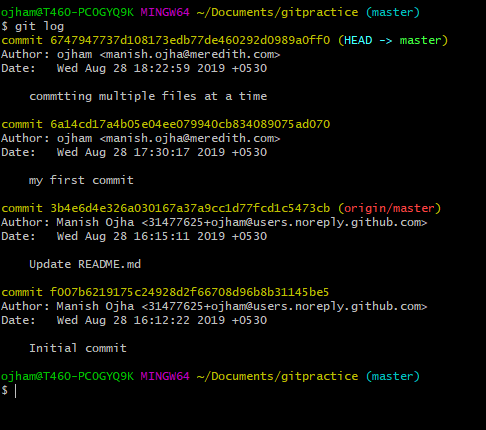 ojham@T460-PC0GYQ9K MINGW64 ~/Documents/gitpractice (master)
$ git log
commit 6747947737d108173edb77de460292d0989a0ff0 (HEAD -> master)
Author: ojham <manish.ojha@meredith.com>
Date:   Wed Aug 28 18:22:59 2019 +0530
commtting multiple files at a time
commit 6a14cd17a4b05e04ee079940cb834089075ad070
Author: ojham <manish.ojha@meredith.com>
Date:   Wed Aug 28 17:30:17 2019 +0530
my first commit
commit 3b4e6d4e326a030167a37a9cc1d77fcd1c5473cb (origin/master)
Author: Manish Ojha <31477625+ojham@users.noreply.github.com>
Date:   Wed Aug 28 16:15:11 2019 +0530
Update README.md
commit f007b6219175c24928d2f66708d96b8b31145be5
Author: Manish Ojha <31477625+ojham@users.noreply.github.com>
Date:   Wed Aug 28 16:12:22 2019 +0530
Initial commit
ojham@T460-PC0GYQ9K MINGW64 ~/Documents/gitpractice (master)
$